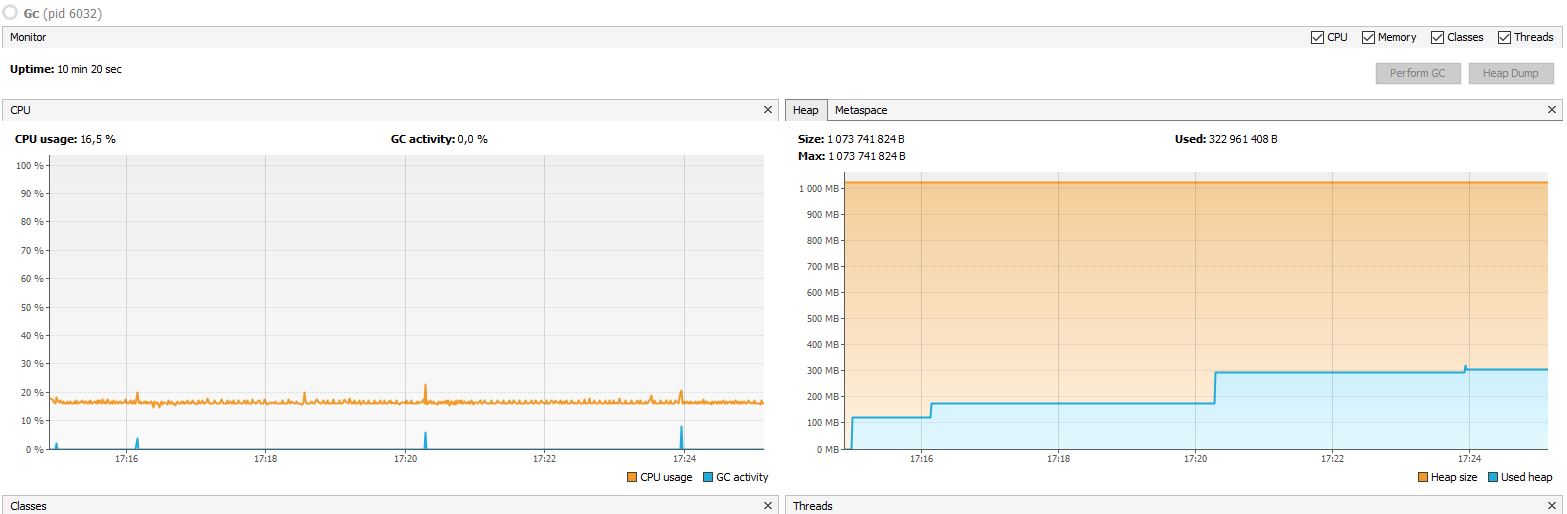 Gc (pid 6032)
Monitor
CPU Memory Classes Threads
Uptime: 10 min 20 sec
Perform GC Heap Dump
CPU
CPU usage: 16,5 % GC activity: 0,0 %
100 %
90 %
80 %
70 %
60 %
50 %
40 %
30 %
20 %
10 %
0 %
17:16 17:18 17:20 17:22 17:24
CPU usage GC activity
Heap Metaspace
Size: 1 073 741 824 B Used: 322 961 408 B
Max: 1 073 741 824 B
1 000 MB
900 MB
800 MB
700 MB
600 MB
500 MB
400 MB
300 MB
200 MB
100 MB
0 MB
17:16 17:18 17:20 17:22 17:24
Heap size Used heap
Classes
Threads